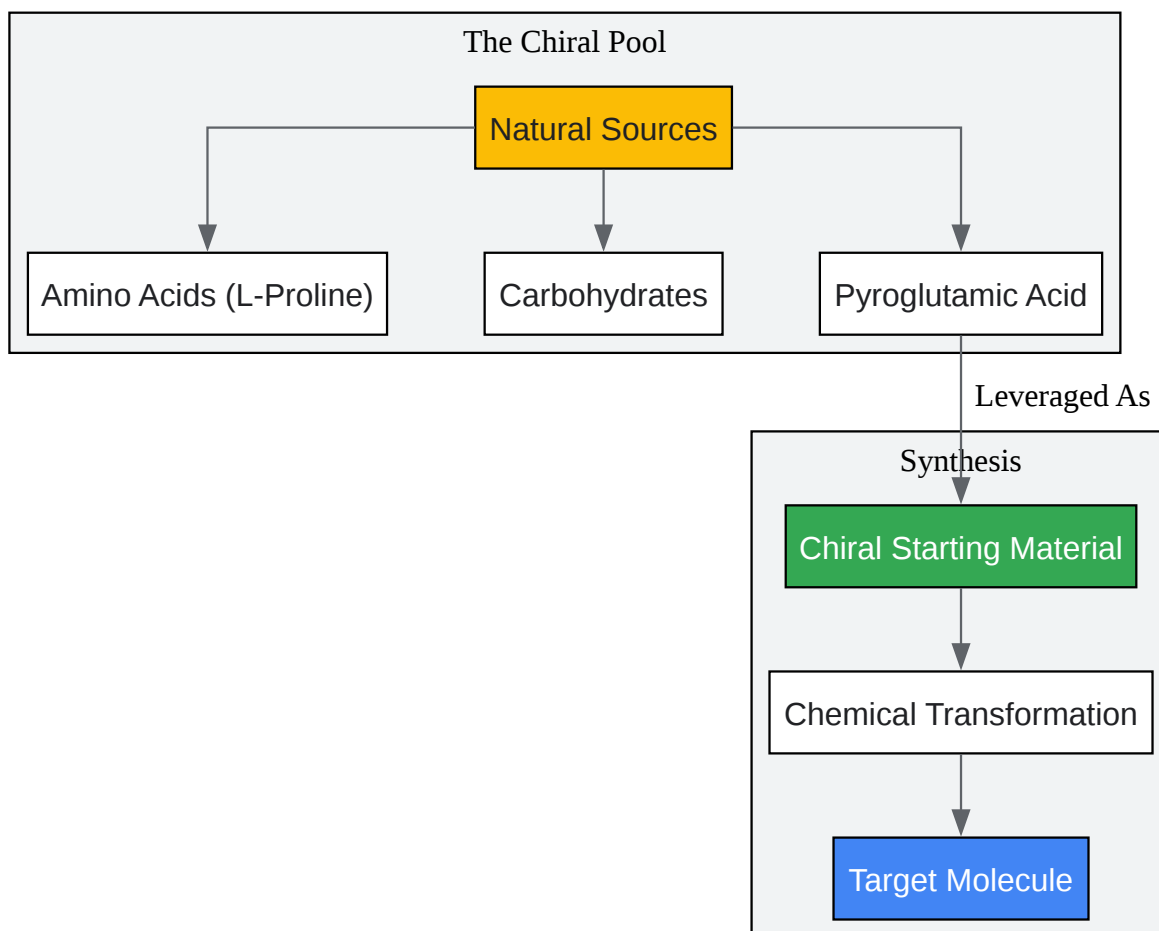 The Chiral Pool
Natural Sources
Amino Acids (L-Proline)
Carbohydrates
Pyroglutamic Acid
Leveraged As
Synthesis
Chiral Starting Material
Chemical Transformation
Target Molecule